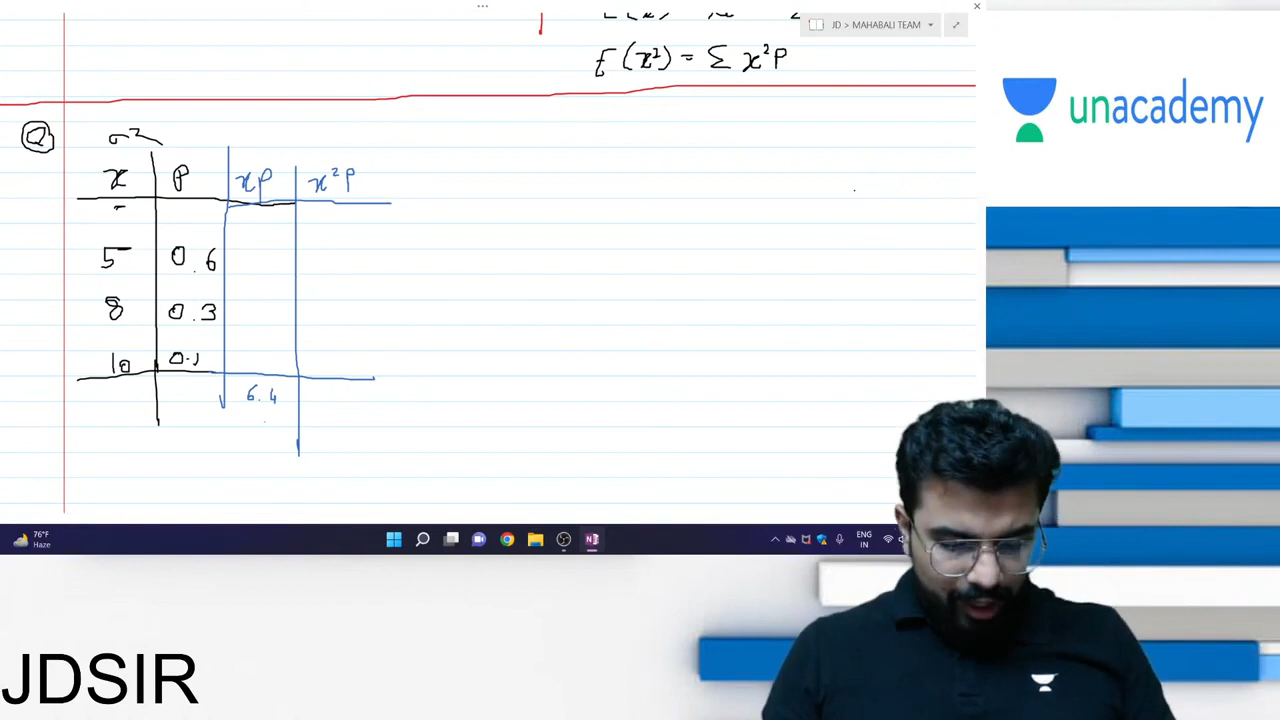 JD > MAHABALI TEAM
E(x²) = Σ x²P
Q σ²
x P xP x²P
5 0.6
8 0.3
10 0.1
6.4
unacademy
76°F
Haze
ENG
IN
JDSIR